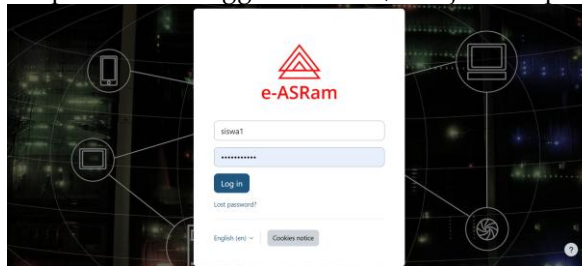 e-ASRam
siswa1
•••••••••••
Log in
Lost password?
English (en)
Cookies notice
?